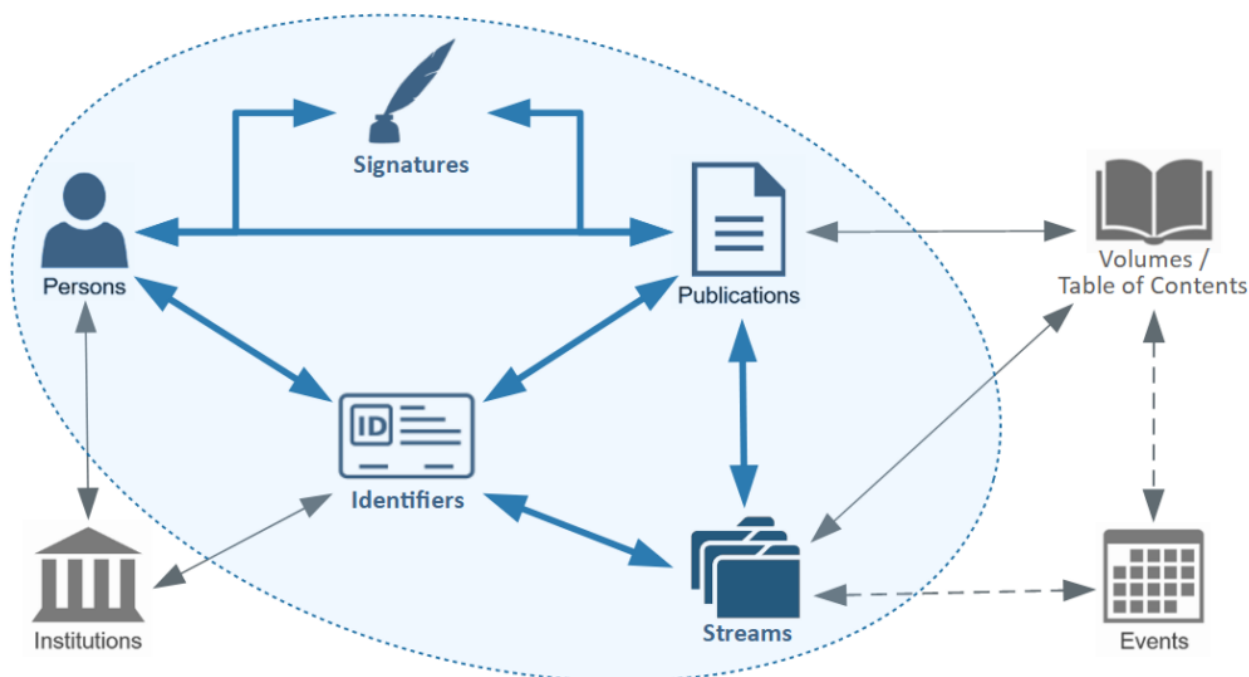 Signatures
Persons
Publications
Volumes /
Table of Contents
ID
Identifiers
Institutions
Streams
Events